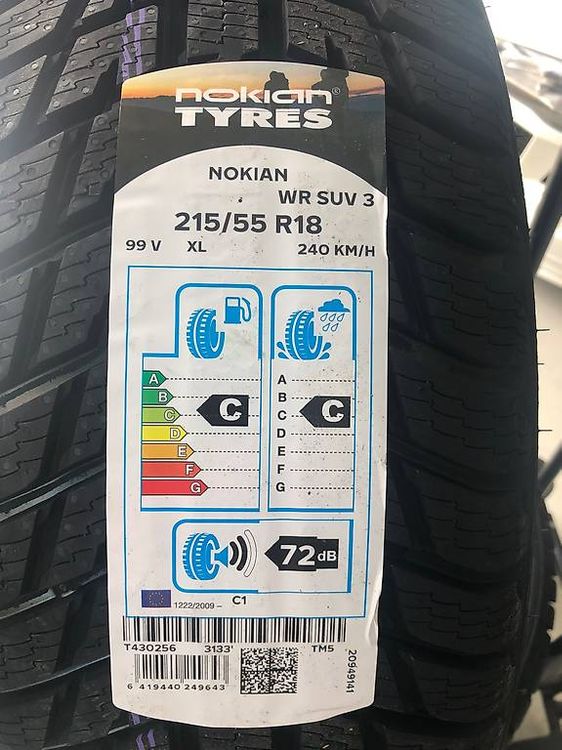 nokian®
TYRES
NOKIAN
WR SUV 3
215/55 R18
99 V XL 240 KM/H
A A
B B
C C C C
D D
E E
F F
G G
72dB
1222/2009 – C1
T430256 3133' TM5
20949141
6 419440 249643